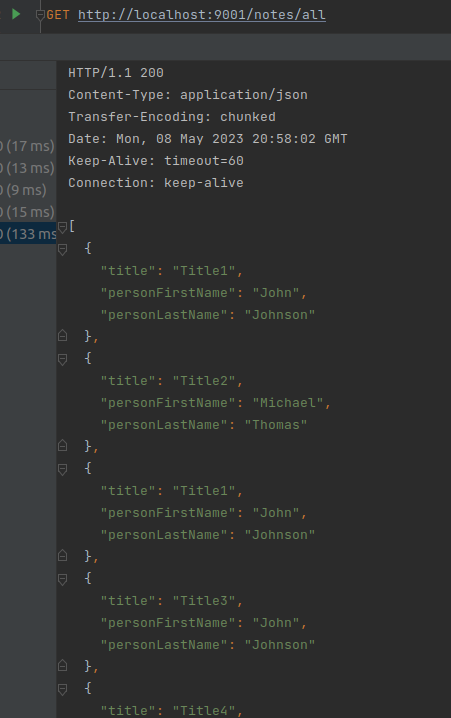 GET http://localhost:9001/notes/all
HTTP/1.1 200
Content-Type: application/json
Transfer-Encoding: chunked
Date: Mon, 08 May 2023 20:58:02 GMT
Keep-Alive: timeout=60
Connection: keep-alive
0 (17 ms)
0 (13 ms)
0 (9 ms)
0 (15 ms)
0 (133 ms
[
{
"title": "Title1",
"personFirstName": "John",
"personLastName": "Johnson"
},
{
"title": "Title2",
"personFirstName": "Michael",
"personLastName": "Thomas"
},
{
"title": "Title1",
"personFirstName": "John",
"personLastName": "Johnson"
},
{
"title": "Title3",
"personFirstName": "John",
"personLastName": "Johnson"
},
{
"title": "Title4",